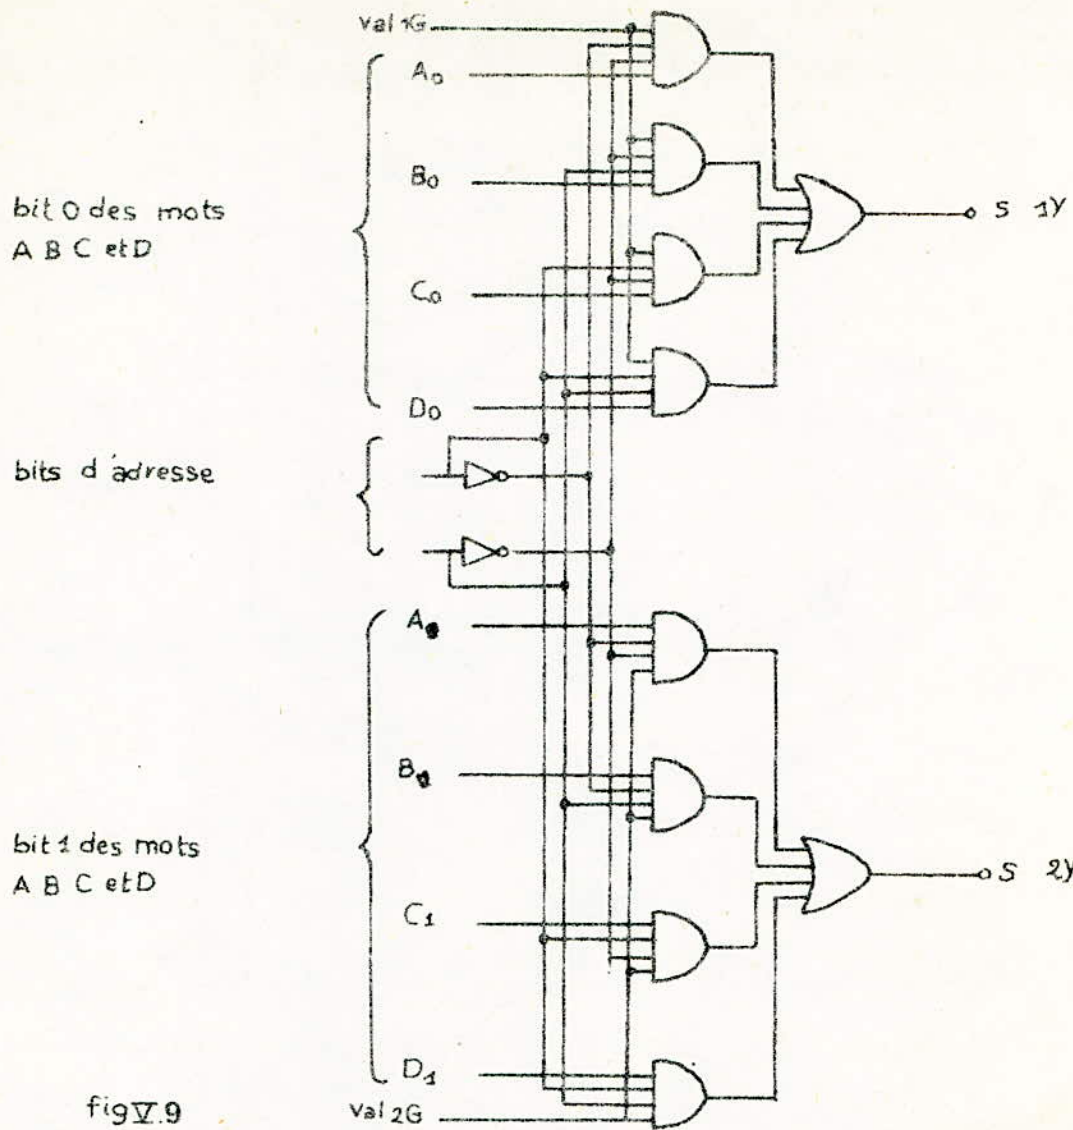 val 1G
A0
B0
bit 0 des mots
A B C et D
C0
D0
S 1Y
bits d'adresse
A
B
bit 1 des mots
A B C et D
C1
D1
val 2G
S 2Y
fig V.9